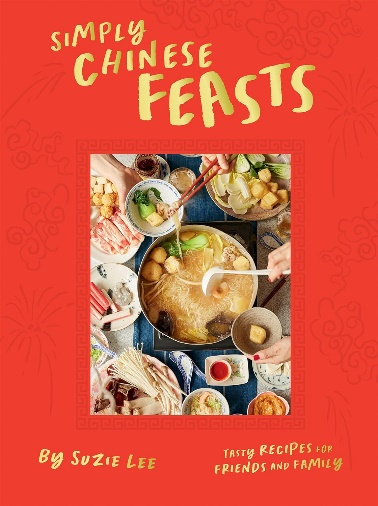 SIMPLY
CHINESE
FEASTS
BY SUZIE LEE
TASTY RECIPES FOR
FRIENDS AND FAMILY